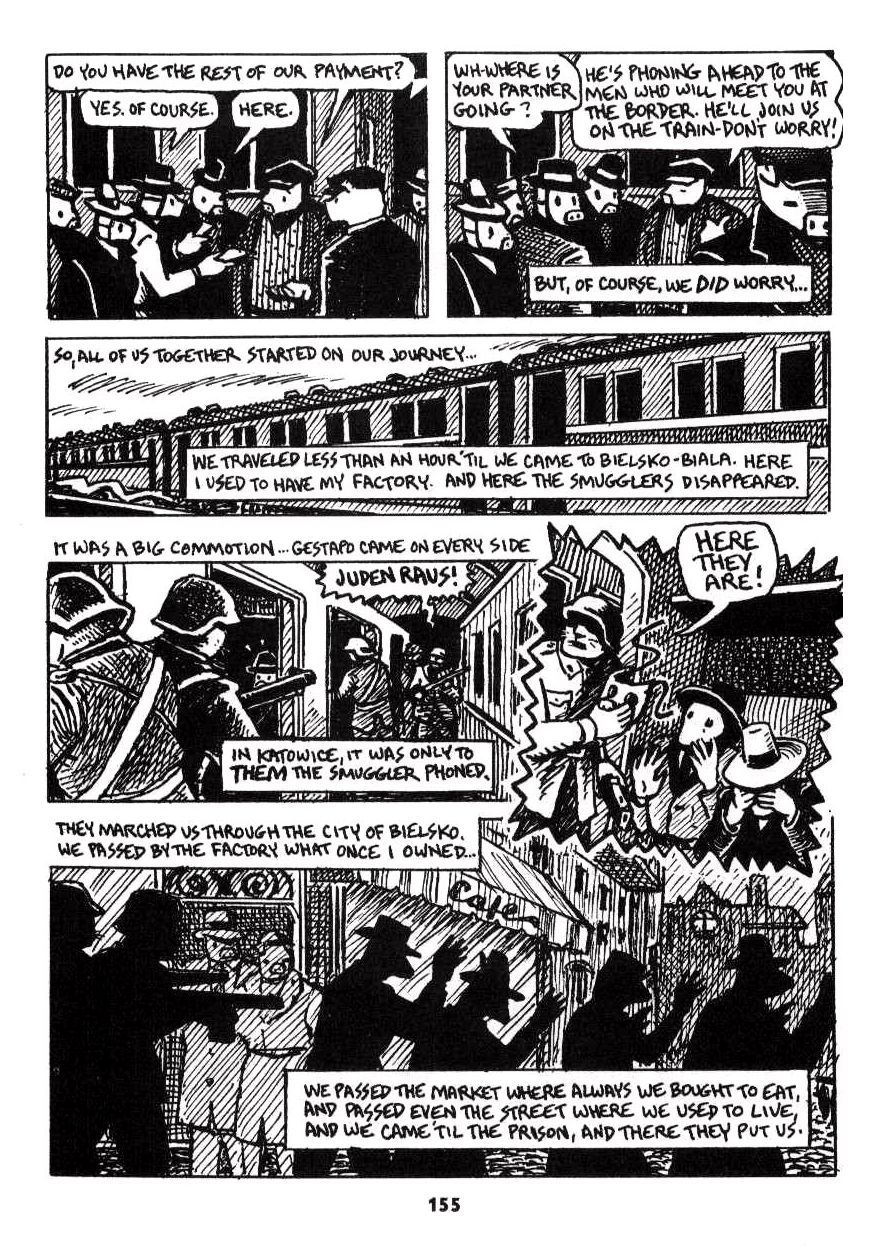 DO YOU HAVE THE REST OF OUR PAYMENT?
YES. OF COURSE.
HERE.
WH-WHERE IS
YOUR PARTNER
GOING?
HE'S PHONING AHEAD TO THE
MEN WHO WILL MEET YOU AT
THE BORDER. HE'LL JOIN US
ON THE TRAIN-DON'T WORRY!
BUT, OF COURSE, WE DID WORRY...
SO, ALL OF US TOGETHER STARTED ON OUR JOURNEY...
WE TRAVELED LESS THAN AN HOUR 'TIL WE CAME TO BIELSKO-BIALA. HERE
I USED TO HAVE MY FACTORY. AND HERE THE SMUGGLERS DISAPPEARED.
IT WAS A BIG COMMOTION... GESTAPO CAME ON EVERY SIDE
JUDEN RAUS!
HERE
THEY
ARE!
IN KATOWICE, IT WAS ONLY TO
THEM THE SMUGGLER PHONED.
THEY MARCHED US THROUGH THE CITY OF BIELSKO.
WE PASSED BY THE FACTORY WHAT ONCE I OWNED...
Cafe
WE PASSED THE MARKET WHERE ALWAYS WE BOUGHT TO EAT,
AND PASSED EVEN THE STREET WHERE WE USED TO LIVE,
AND WE CAME 'TIL THE PRISON, AND THERE THEY PUT US.
155